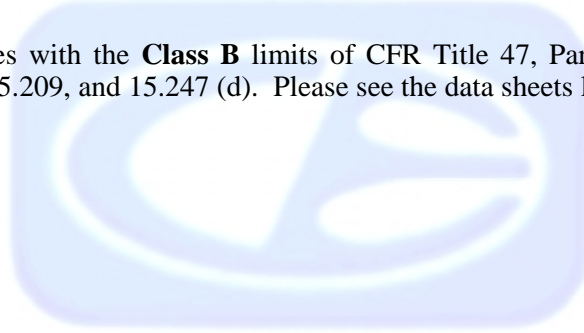 es with the Class B limits of CFR Title 47, Par
5.209, and 15.247 (d). Please see the data sheets